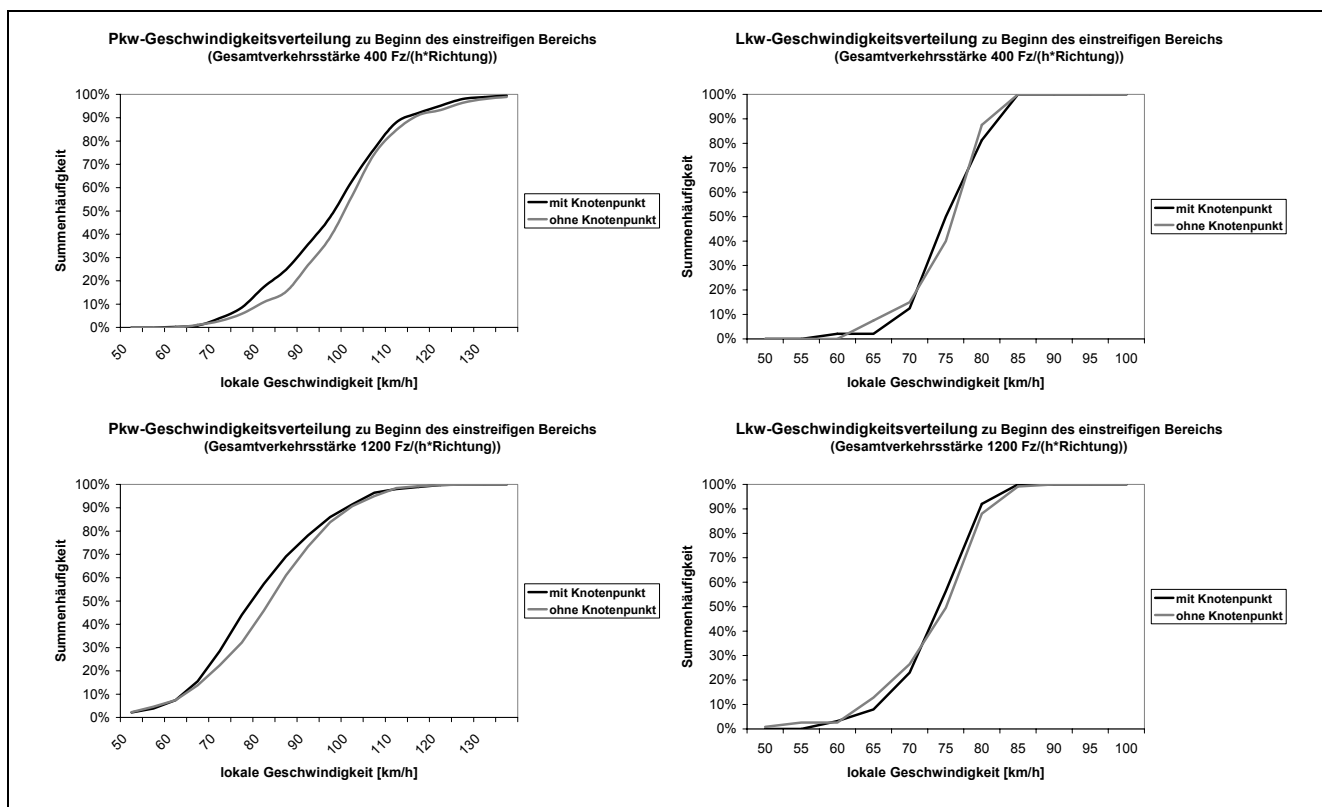 Pkw-Geschwindigkeitsverteilung zu Beginn des einstreifigen Bereichs
(Gesamtverkehrsstärke 400 Fz/(h*Richtung))
100%
90%
80%
70%
60%
50%
40%
30%
20%
10%
0%
Summenhäufigkeit
50 60 70 80 90 100 110 120 130
lokale Geschwindigkeit [km/h]
mit Knotenpunkt
ohne Knotenpunkt
Lkw-Geschwindigkeitsverteilung zu Beginn des einstreifigen Bereichs
(Gesamtverkehrsstärke 400 Fz/(h*Richtung))
100%
90%
80%
70%
60%
50%
40%
30%
20%
10%
0%
Summenhäufigkeit
50 55 60 65 70 75 80 85 90 95 100
lokale Geschwindigkeit [km/h]
mit Knotenpunkt
ohne Knotenpunkt
Pkw-Geschwindigkeitsverteilung zu Beginn des einstreifigen Bereichs
(Gesamtverkehrsstärke 1200 Fz/(h*Richtung))
100%
90%
80%
70%
60%
50%
40%
30%
20%
10%
0%
Summenhäufigkeit
50 60 70 80 90 100 110 120 130
lokale Geschwindigkeit [km/h]
mit Knotenpunkt
ohne Knotenpunkt
Lkw-Geschwindigkeitsverteilung zu Beginn des einstreifigen Bereichs
(Gesamtverkehrsstärke 1200 Fz/(h*Richtung))
100%
90%
80%
70%
60%
50%
40%
30%
20%
10%
0%
Summenhäufigkeit
50 55 60 65 70 75 80 85 90 95 100
lokale Geschwindigkeit [km/h]
mit Knotenpunkt
ohne Knotenpunkt